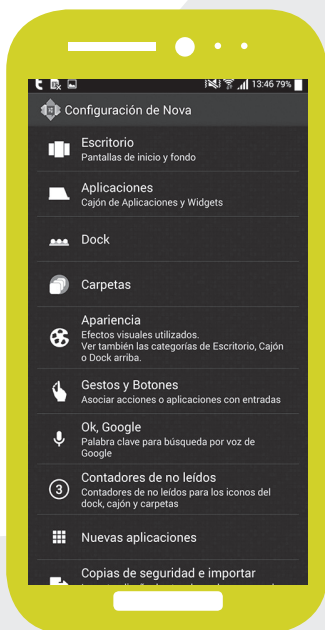 13:46 79%
Configuración de Nova
Escritorio
Pantallas de inicio y fondo
Aplicaciones
Cajón de Aplicaciones y Widgets
Dock
Carpetas
Apariencia
Efectos visuales utilizados.
Ver también las categorías de Escritorio, Cajón
o Dock arriba.
Gestos y Botones
Asociar acciones o aplicaciones con entradas
Ok, Google
Palabra clave para búsqueda por voz de
Google
3
Contadores de no leídos
Contadores de no leídos para los iconos del
dock, cajón y carpetas
Nuevas aplicaciones
Copias de seguridad e importar